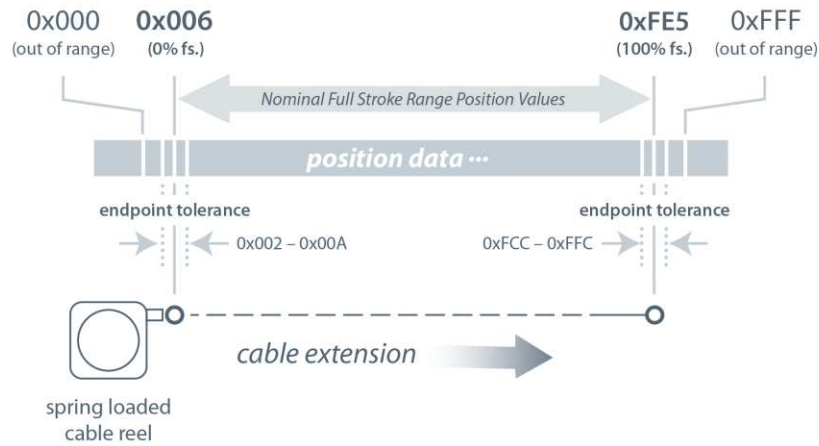 0x000 0x006 0xFE5 0xFFF
(out of range) (0% fs.) (100% fs.) (out of range)
Nominal Full Stroke Range Position Values
position data ···
endpoint tolerance endpoint tolerance
0x002 – 0x00A 0xFCC – 0xFFC
cable extension
spring loaded
cable reel